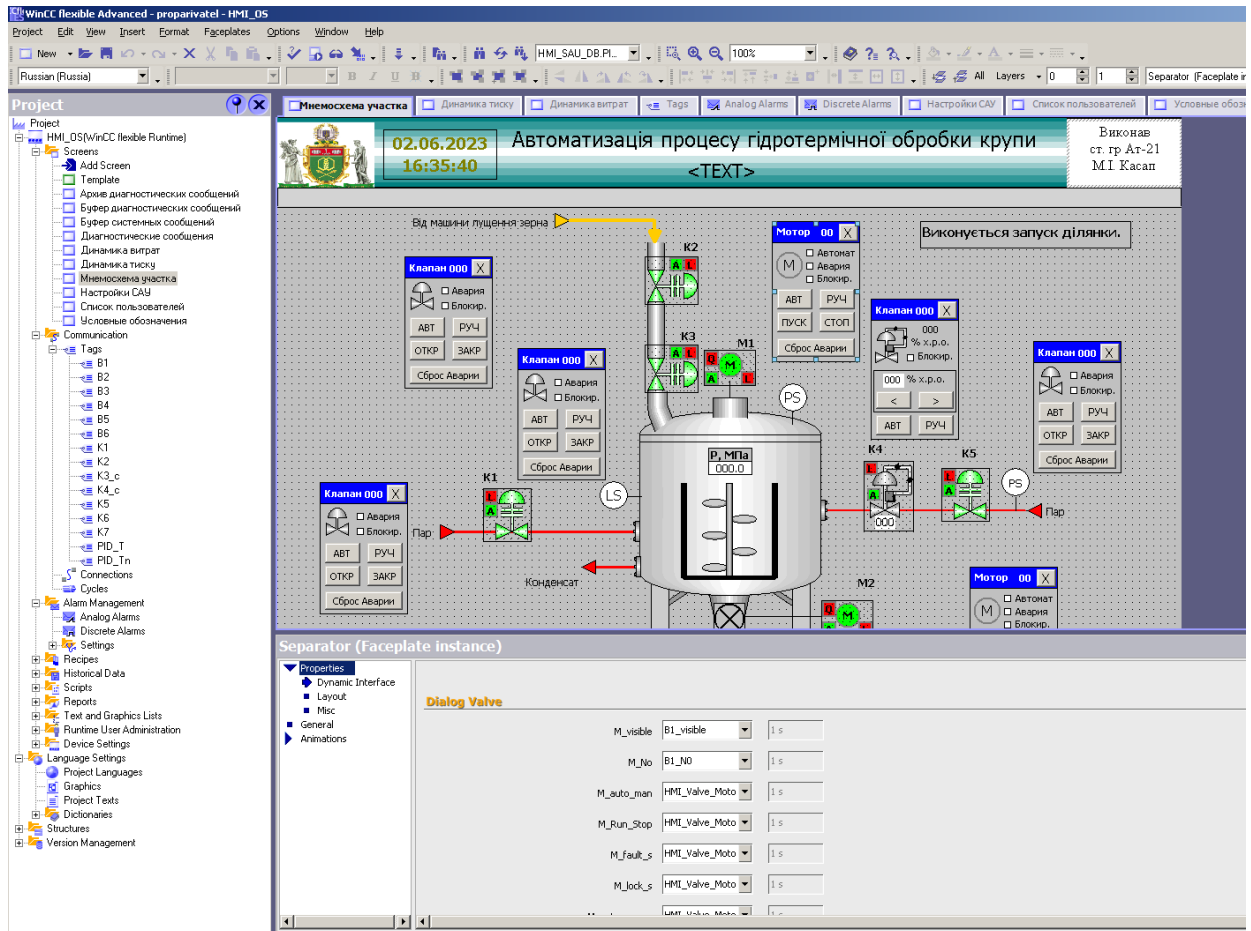 WinCC flexible Advanced - proparivatel - HMI_OS
Project Edit View Insert Format Faceplates Options Window Help
New HMI_SAU_DB.Pl... 100%
Russian (Russia) B I U All Layers 0 1 Separator (Faceplate in
Project
Project
HMI_OS(WinCC flexible Runtime)
Screens
Add Screen
Template
Архив диагностических сообщений
Буфер диагностических сообщений
Буфер системных сообщений
Диагностические сообщения
Динамика витрат
Динамика тиску
Мнемосхема участка
Настройки САУ
Список пользователей
Условные обозначения
Communication
Tags
B1
B2
B3
B4
B5
B6
K1
K2
K3_c
K4_c
K5
K6
K7
PID_T
PID_Tn
Connections
Cycles
Alarm Management
Analog Alarms
Discrete Alarms
Settings
Recipes
Historical Data
Scripts
Reports
Text and Graphics Lists
Runtime User Administration
Device Settings
Language Settings
Project Languages
Graphics
Project Texts
Dictionaries
Structures
Version Management
Мнемосхема участка Динамика тиску Динамика витрат Tags Analog Alarms Discrete Alarms Настройки САУ Список пользователей Условные обозн
02.06.2023
16:35:40
Автоматизація процесу гідротермічної обробки крупи
<TEXT>
Виконав
ст. гр Ат-21
М.І. Касап
Від машини лущення зерна
Виконується запуск ділянки.
Мотор 00 X
Автомат
M Авария
Блокир.
АВТ РУЧ
ПУСК СТОП
Сброс Аварии
K2
A L
Клапан 000 X
Авария
Блокир.
АВТ РУЧ
ОТКР ЗАКР
Сброс Аварии
Клапан 000 X
000
% х.р.о.
Блокир.
000 % х.р.о.
< >
АВТ РУЧ
K3
A L
M1
Q M
A L
Клапан 000 X
Авария
Блокир.
АВТ РУЧ
ОТКР ЗАКР
Сброс Аварии
Клапан 000 X
Авария
Блокир.
АВТ РУЧ
ОТКР ЗАКР
Сброс Аварии
PS
P, МПа
000.0
K4
L
A
000
K5
L
A
PS
Пар
K1
L
A
LS
Клапан 000 X
Авария
Блокир.
АВТ РУЧ
ОТКР ЗАКР
Сброс Аварии
Пар
Конденсат
M2
Q M
Мотор 00 X
Автомат
M Авария
Блокир.
Separator (Faceplate instance)
Properties
Dynamic Interface
Layout
Misc
General
Animations
Dialog Valve
M_visible B1_visible 1 s
M_No B1_N0 1 s
M_auto_man HMI_Valve_Moto 1 s
M_Run_Stop HMI_Valve_Moto 1 s
M_fault_s HMI_Valve_Moto 1 s
M_lock_s HMI_Valve_Moto 1 s
HMI_Valve_Moto 1 s